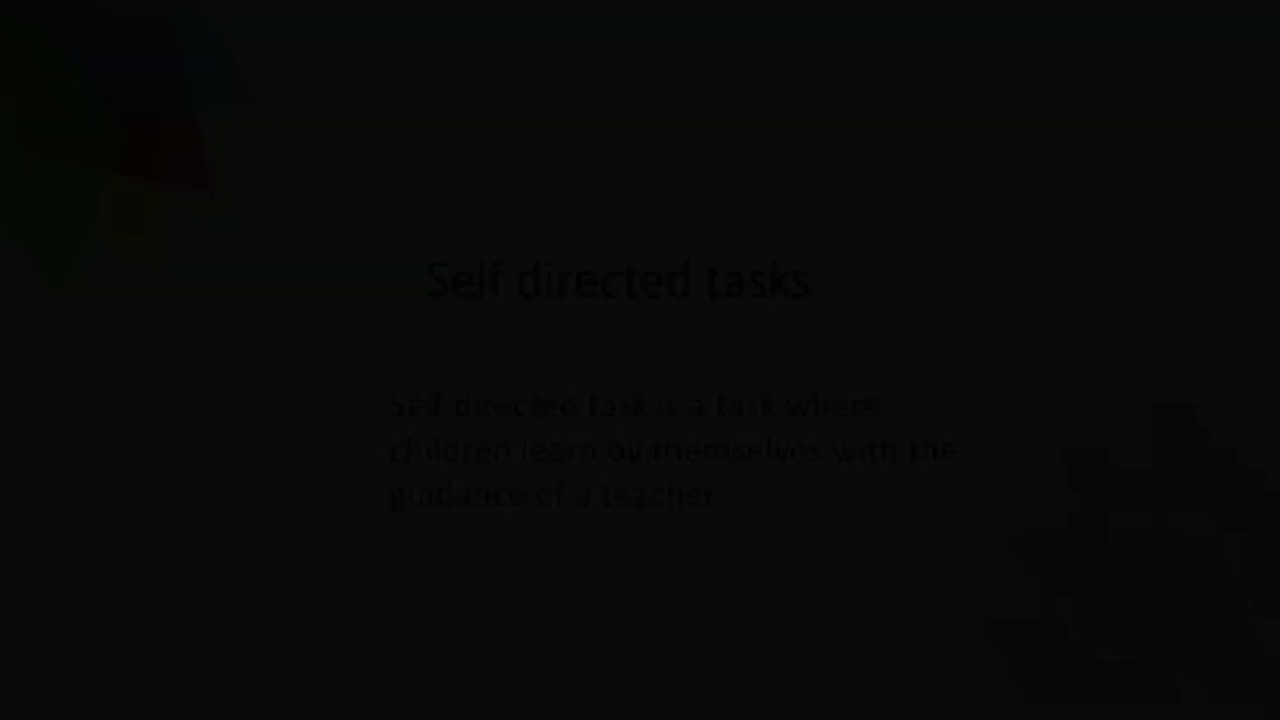 Self directed tasks
Self directed task is a task where
children learn by themselves with the
guidance of a teacher